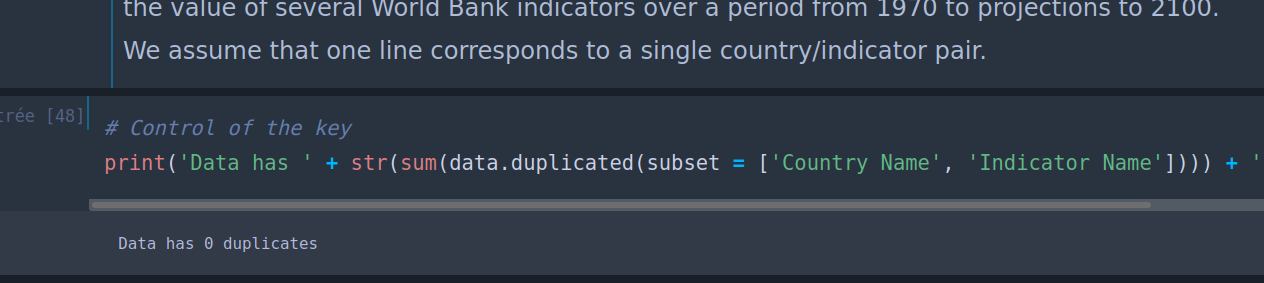 the value of several World Bank indicators over a period from 1970 to projections to 2100.
We assume that one line corresponds to a single country/indicator pair.
trée [48]
# Control of the key
print('Data has ' + str(sum(data.duplicated(subset = ['Country Name', 'Indicator Name']))) + '
Data has 0 duplicates